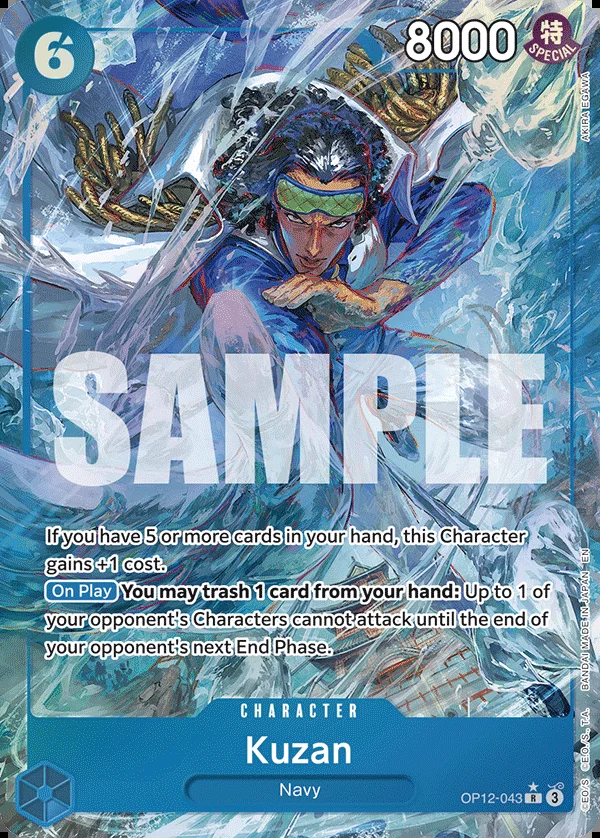 6
8000
特
SPECIAL
AKIRA EGAWA
SAMPLE
If you have 5 or more cards in your hand, this Character
gains +1 cost.
On Play You may trash 1 card from your hand: Up to 1 of
your opponent's Characters cannot attack until the end of
your opponent's next End Phase.
CHARACTER
Kuzan
Navy
OP12-043 R 3
©EO/S ©E.O./S., T.A. BANDAI MADE IN JAPAN EN